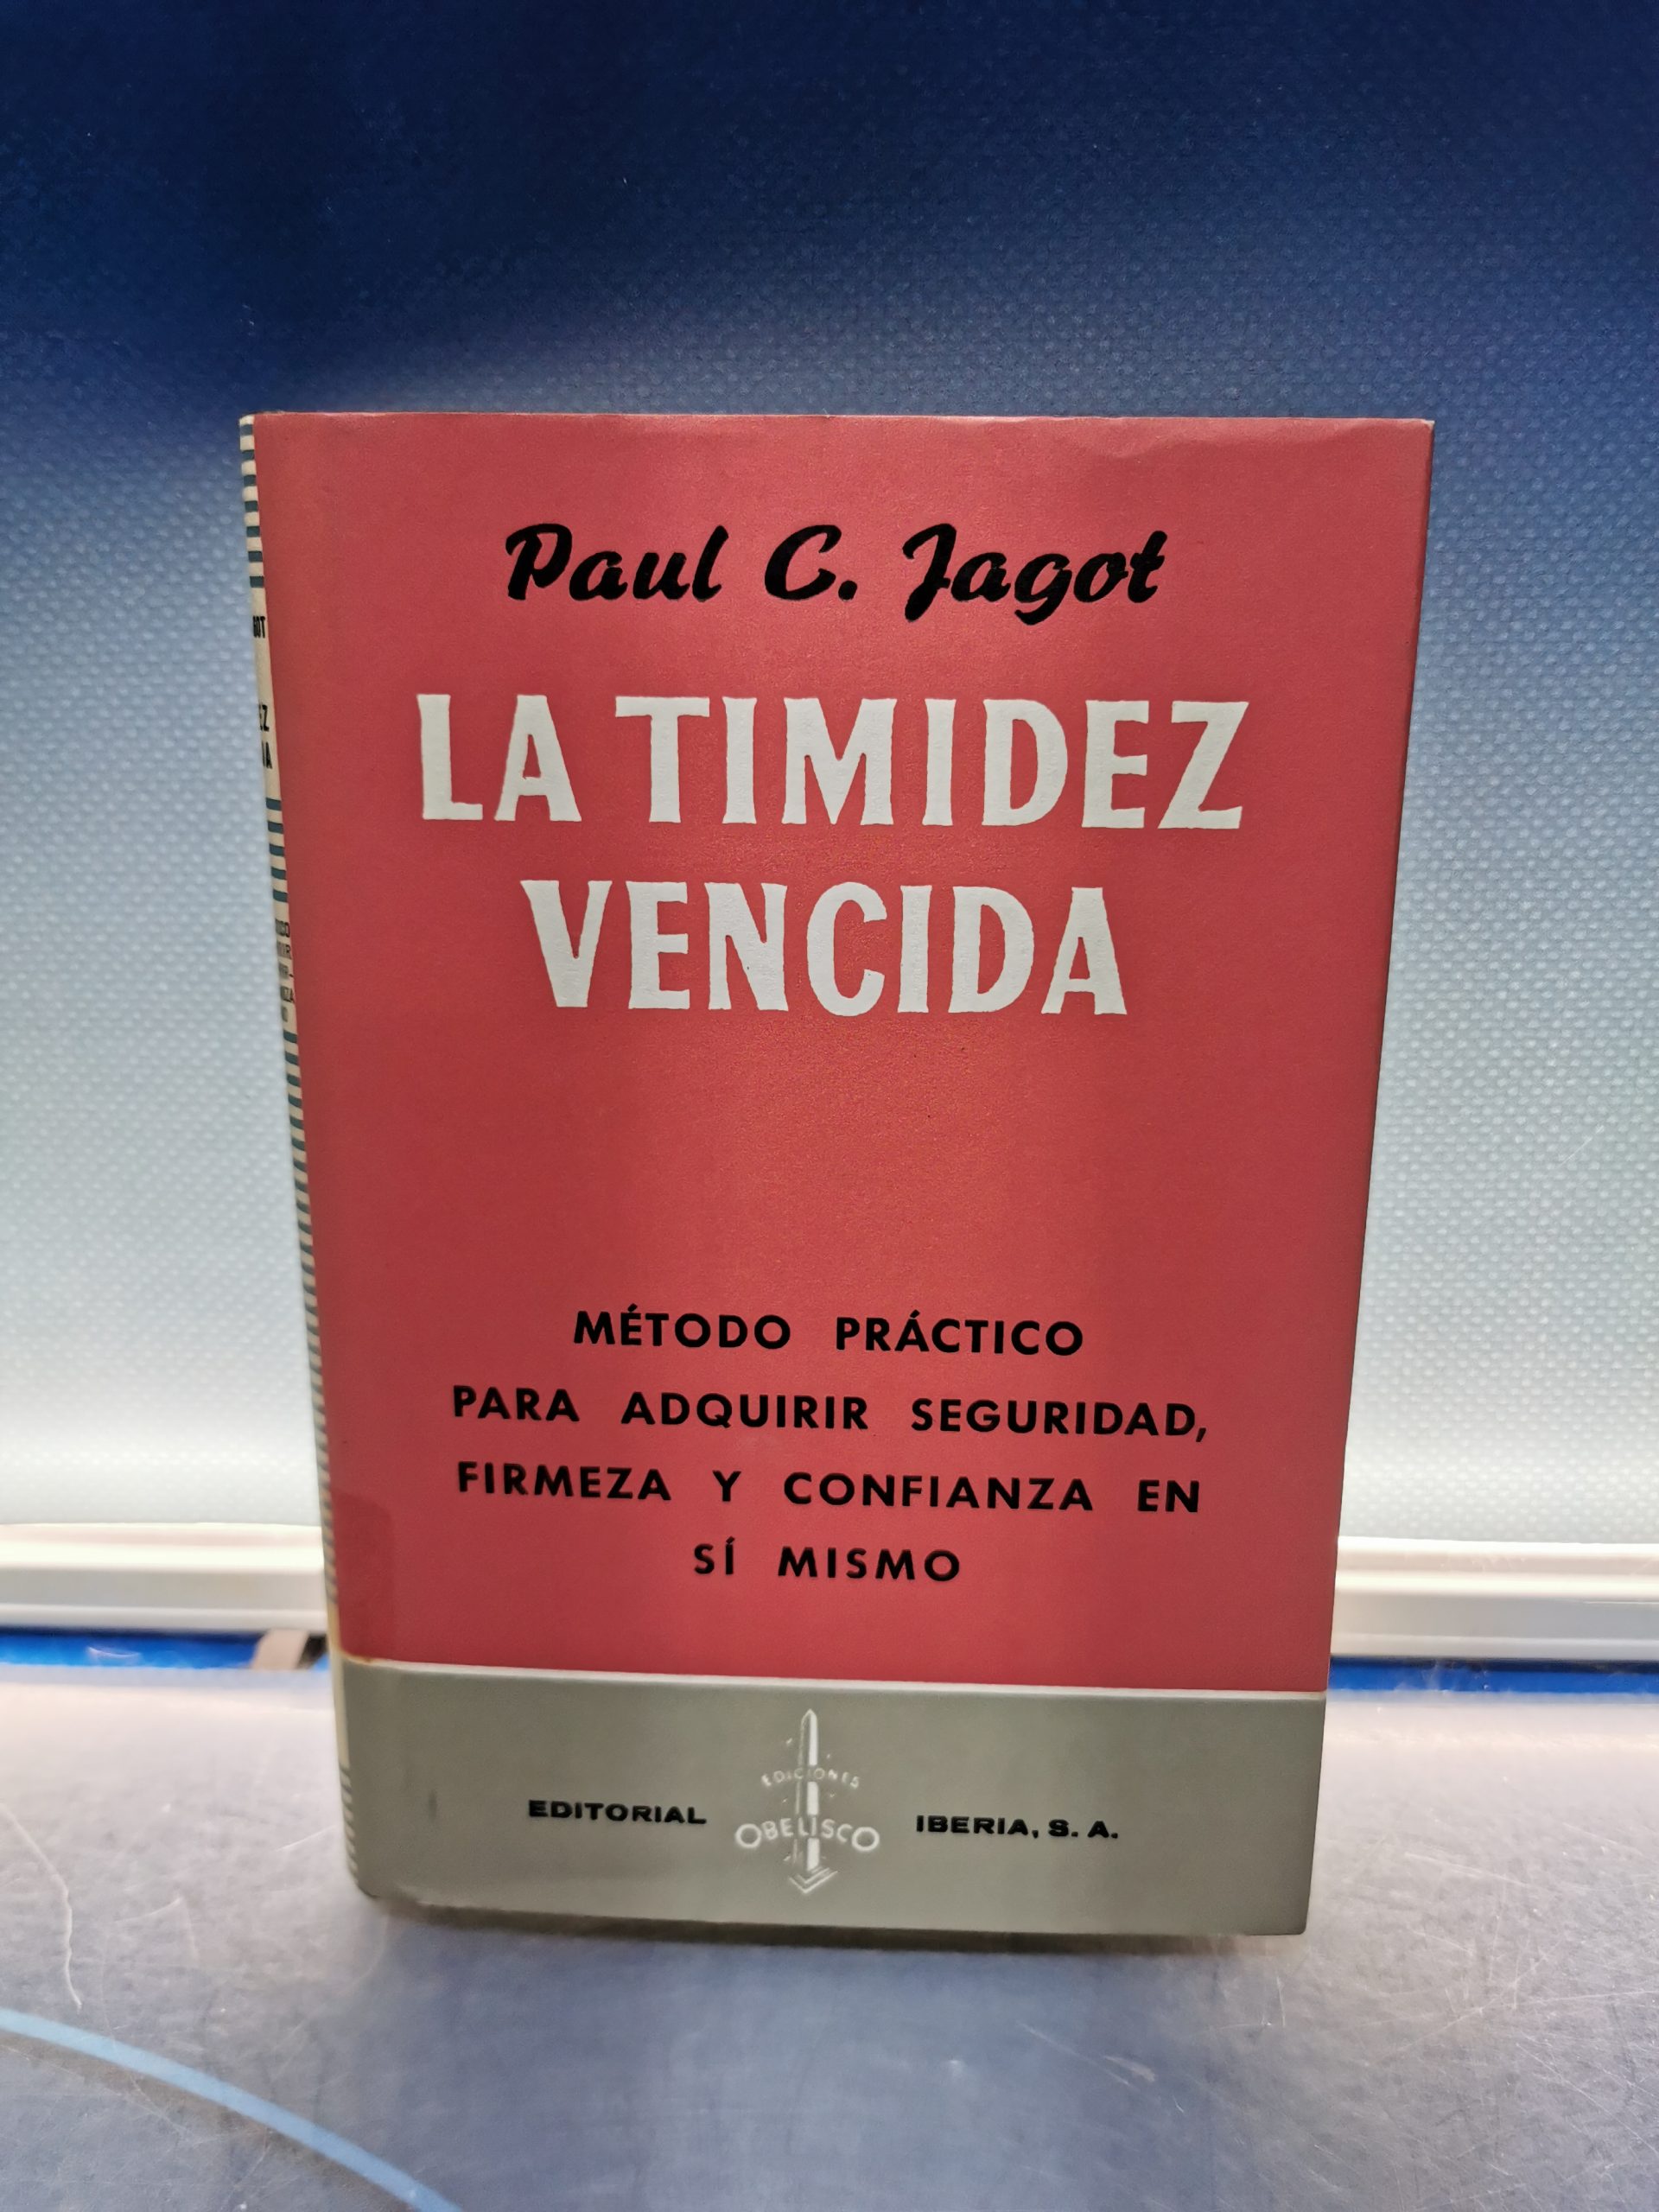 Paul C. Jagot
LA TIMIDEZ
VENCIDA
MÉTODO PRÁCTICO
PARA ADQUIRIR SEGURIDAD,
FIRMEZA Y CONFIANZA EN
SÍ MISMO
EDITORIAL
EDICIONES
OBELISCO
IBERIA, S. A.